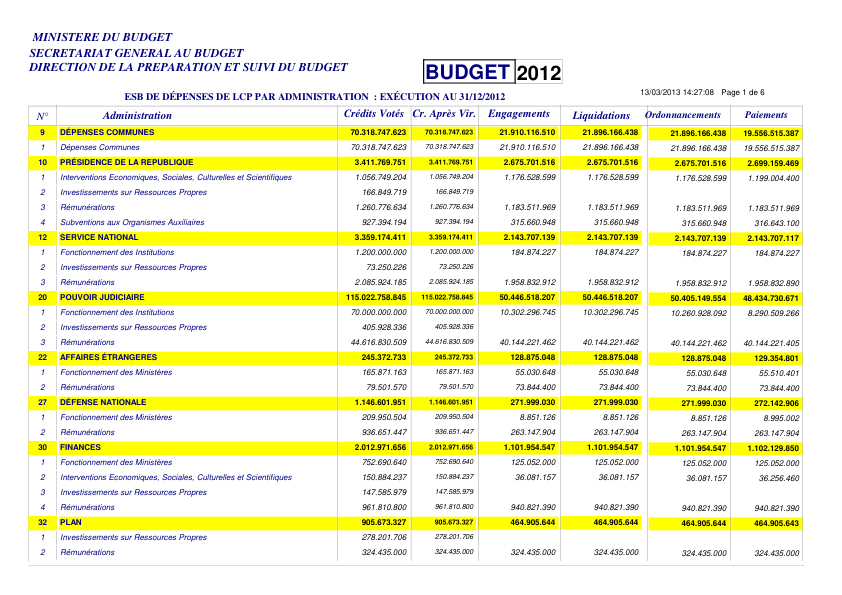 MINISTERE DU BUDGET
SECRETARIAT GENERAL AU BUDGET
DIRECTION DE LA PREPARATION ET SUIVI DU BUDGET
BUDGET 2012
13/03/2013 14:27:08 Page 1 de 6
ESB DE DÉPENSES DE LCP PAR ADMINISTRATION : EXÉCUTION AU 31/12/2012
N° Administration Crédits Votés Cr. Après Vir. Engagements Liquidations Ordonnancements Paiements
9 DÉPENSES COMMUNES 70.318.747.623 70.318.747.623 21.910.116.510 21.896.166.438 21.896.166.438 19.556.515.387
1 Dépenses Communes 70.318.747.623 70.318.747.623 21.910.116.510 21.896.166.438 21.896.166.438 19.556.515.387
10 PRÉSIDENCE DE LA REPUBLIQUE 3.411.769.751 3.411.769.751 2.675.701.516 2.675.701.516 2.675.701.516 2.699.159.469
1 Interventions Economiques, Sociales, Culturelles et Scientifiques 1.056.749.204 1.056.749.204 1.176.528.599 1.176.528.599 1.176.528.599 1.199.004.400
2 Investissements sur Ressources Propres 166.849.719 166.849.719
3 Rémunérations 1.260.776.634 1.260.776.634 1.183.511.969 1.183.511.969 1.183.511.969 1.183.511.969
4 Subventions aux Organismes Auxiliaires 927.394.194 927.394.194 315.660.948 315.660.948 315.660.948 316.643.100
12 SERVICE NATIONAL 3.359.174.411 3.359.174.411 2.143.707.139 2.143.707.139 2.143.707.139 2.143.707.117
1 Fonctionnement des Institutions 1.200.000.000 1.200.000.000 184.874.227 184.874.227 184.874.227 184.874.227
2 Investissements sur Ressources Propres 73.250.226 73.250.226
3 Rémunérations 2.085.924.185 2.085.924.185 1.958.832.912 1.958.832.912 1.958.832.912 1.958.832.890
20 POUVOIR JUDICIAIRE 115.022.758.845 115.022.758.845 50.446.518.207 50.446.518.207 50.405.149.554 48.434.730.671
1 Fonctionnement des Institutions 70.000.000.000 70.000.000.000 10.302.296.745 10.302.296.745 10.260.928.092 8.290.509.266
2 Investissements sur Ressources Propres 405.928.336 405.928.336
3 Rémunérations 44.616.830.509 44.616.830.509 40.144.221.462 40.144.221.462 40.144.221.462 40.144.221.405
22 AFFAIRES ÉTRANGERES 245.372.733 245.372.733 128.875.048 128.875.048 128.875.048 129.354.801
1 Fonctionnement des Ministères 165.871.163 165.871.163 55.030.648 55.030.648 55.030.648 55.510.401
2 Rémunérations 79.501.570 79.501.570 73.844.400 73.844.400 73.844.400 73.844.400
27 DÉFENSE NATIONALE 1.146.601.951 1.146.601.951 271.999.030 271.999.030 271.999.030 272.142.906
1 Fonctionnement des Ministères 209.950.504 209.950.504 8.851.126 8.851.126 8.851.126 8.995.002
2 Rémunérations 936.651.447 936.651.447 263.147.904 263.147.904 263.147.904 263.147.904
30 FINANCES 2.012.971.656 2.012.971.656 1.101.954.547 1.101.954.547 1.101.954.547 1.102.129.850
1 Fonctionnement des Ministères 752.690.640 752.690.640 125.052.000 125.052.000 125.052.000 125.052.000
2 Interventions Economiques, Sociales, Culturelles et Scientifiques 150.884.237 150.884.237 36.081.157 36.081.157 36.081.157 36.256.460
3 Investissements sur Ressources Propres 147.585.979 147.585.979
4 Rémunérations 961.810.800 961.810.800 940.821.390 940.821.390 940.821.390 940.821.390
32 PLAN 905.673.327 905.673.327 464.905.644 464.905.644 464.905.644 464.905.643
1 Investissements sur Ressources Propres 278.201.706 278.201.706
2 Rémunérations 324.435.000 324.435.000 324.435.000 324.435.000 324.435.000 324.435.000